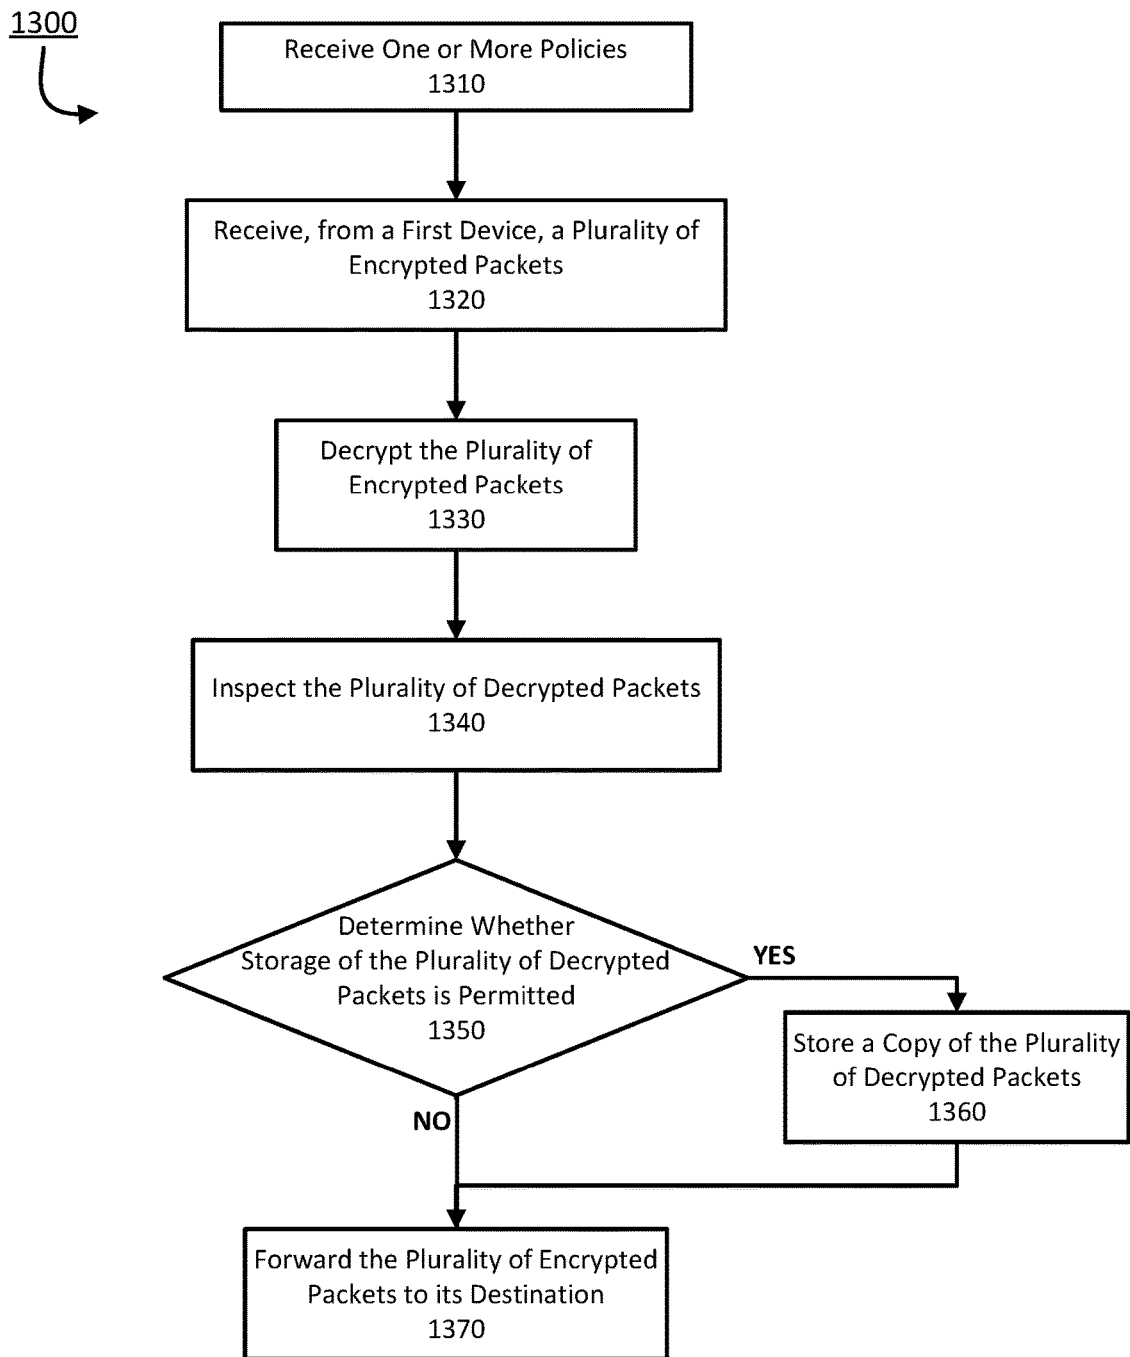 1300
Receive One or More Policies
1310
Receive, from a First Device, a Plurality of
Encrypted Packets
1320
Decrypt the Plurality of
Encrypted Packets
1330
Inspect the Plurality of Decrypted Packets
1340
Determine Whether
Storage of the Plurality of Decrypted
Packets is Permitted
1350
YES
Store a Copy of the Plurality
of Decrypted Packets
1360
NO
Forward the Plurality of Encrypted
Packets to its Destination
1370